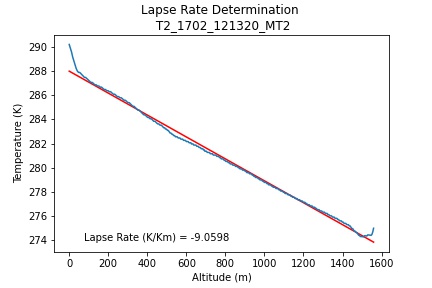 Lapse Rate Determination
T2_1702_121320_MT2
290
288
286
284
282
280
278
276
274
Temperature (K)
Lapse Rate (K/Km) = -9.0598
0 200 400 600 800 1000 1200 1400 1600
Altitude (m)